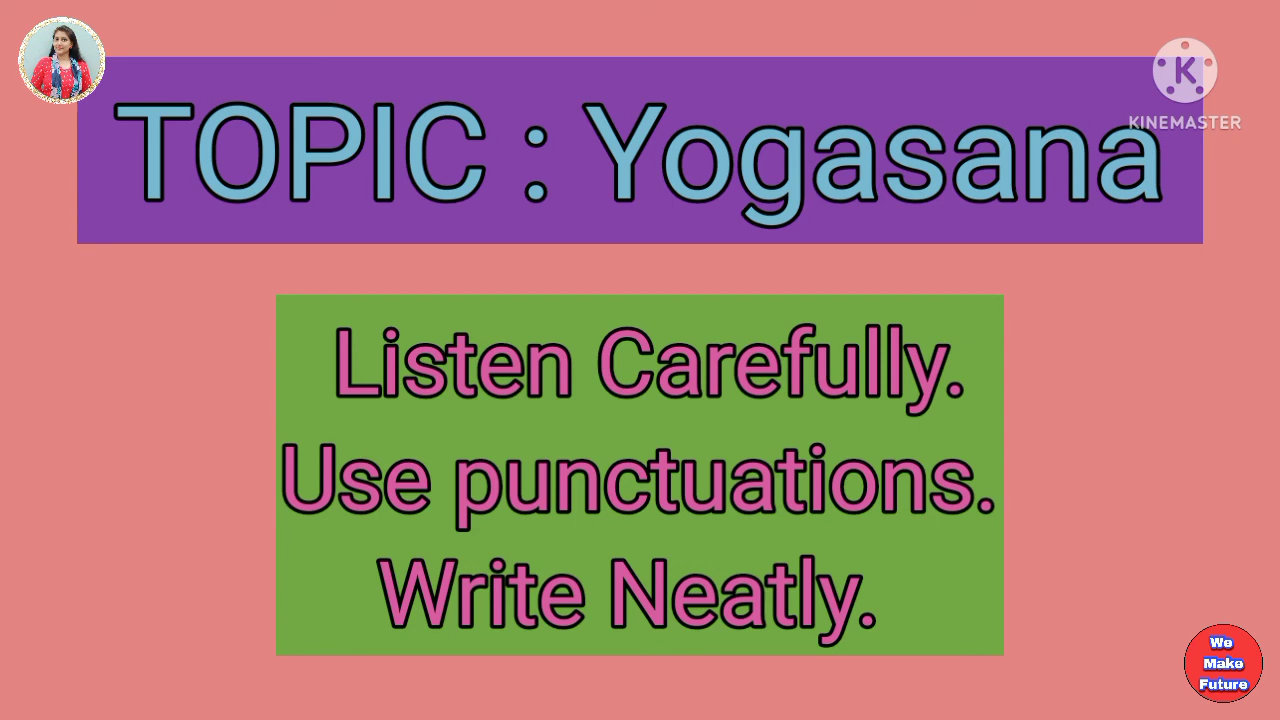 TOPIC : Yogasana
K
KINEMASTER
Listen Carefully.
Use punctuations.
Write Neatly.
We
Make
Future